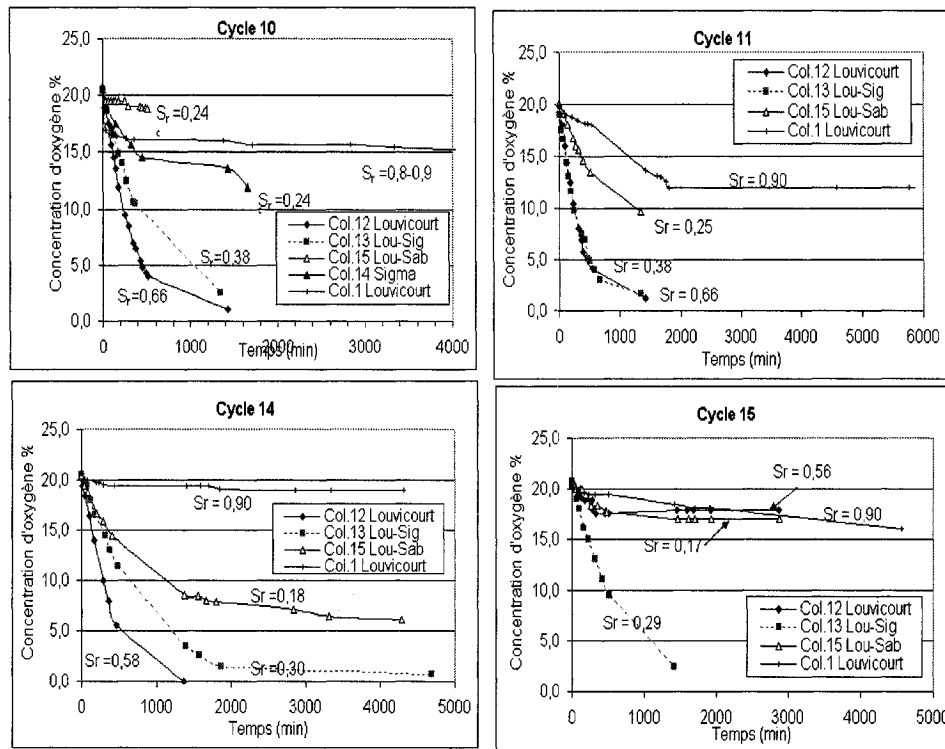 Cycle 10
Concentration d'oxygène %
25,0
20,0
15,0
10,0
5,0
0,0
0
1000
2000
3000
4000
Temps (min)
Sr=0,24
Sr=0,8-0,9
Sr=0,24
Sr=0,38
Sr=0,66
Col.12 Louvicourt
Col.13 Lou-Sig
Col.15 Lou-Sab
Col.14 Sigma
Col.1 Louvicourt
Cycle 11
Concentration d'oxygène %
25,0
20,0
15,0
10,0
5,0
0,0
0
1000
2000
3000
4000
5000
6000
Temps (min)
Col.12 Louvicourt
Col.13 Lou-Sig
Col.15 Lou-Sab
Col.1 Louvicourt
Sr = 0,90
Sr = 0,25
Sr = 0,38
Sr = 0,66
Cycle 14
Concentration d'oxygène %
25,0
20,0
15,0
10,0
5,0
0,0
0
1000
2000
3000
4000
5000
Temps (min)
Sr = 0,90
Col.12 Louvicourt
Col.13 Lou-Sig
Col.15 Lou-Sab
Col.1 Louvicourt
Sr =0,18
Sr =0,58
Sr =0,30
Cycle 15
Concentration d'oxygène %
25,0
20,0
15,0
10,0
5,0
0,0
0
1000
2000
3000
4000
5000
Temps (min)
Sr = 0,56
Sr = 0,90
Sr = 0,17
Sr = 0,29
Col.12 Louvicourt
Col.13 Lou-Sig
Col.15 Lou-Sab
Col.1 Louvicourt